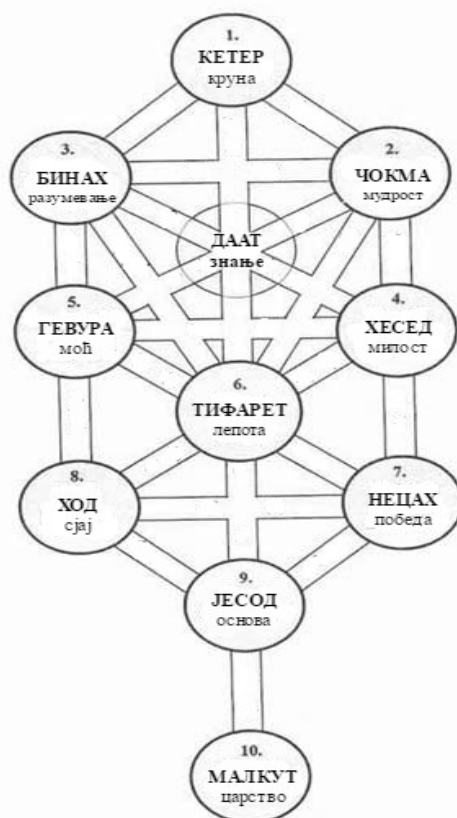 1.
КЕТЕР
круна
3.
БИНАХ
разумевање
2.
ЧОКМА
мудрост
ДААТ
знање
5.
ГЕВУРА
моћ
4.
ХЕСЕД
милост
6.
ТИФАРЕТ
лепота
8.
ХОД
сјај
7.
НЕЦАХ
победа
9.
ЈЕСОД
основа
10.
МАЛКУТ
царство